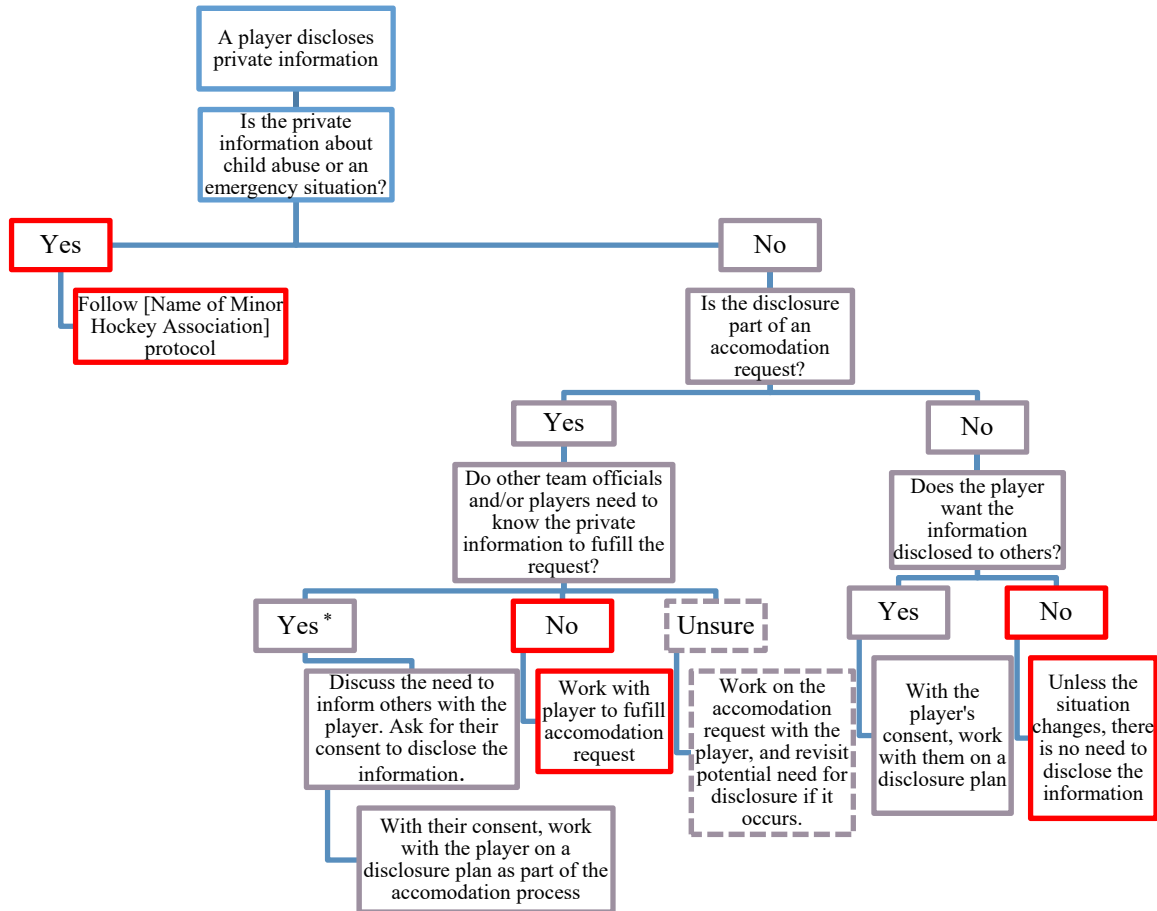 A player discloses
private information
Is the private
information about
child abuse or an
emergency situation?
Yes
No
Follow [Name of Minor
Hockey Association]
protocol
Is the disclosure
part of an
accomodation
request?
Yes
No
Do other team officials
and/or players need to
know the private
information to fufill the
request?
Does the player
want the
information
disclosed to others?
Yes *
No
Unsure
Yes
No
Discuss the need to
inform others with the
player. Ask for their
consent to disclose the
information.
Work with
player to fufill
accomodation
request
Work on the
accomodation
request with the
player, and revisit
potential need for
disclosure if it
occurs.
With the
player's
consent, work
with them on a
disclosure plan
Unless the
situation
changes, there
is no need to
disclose the
information
With their consent, work
with the player on a
disclosure plan as part of the
accomodation process